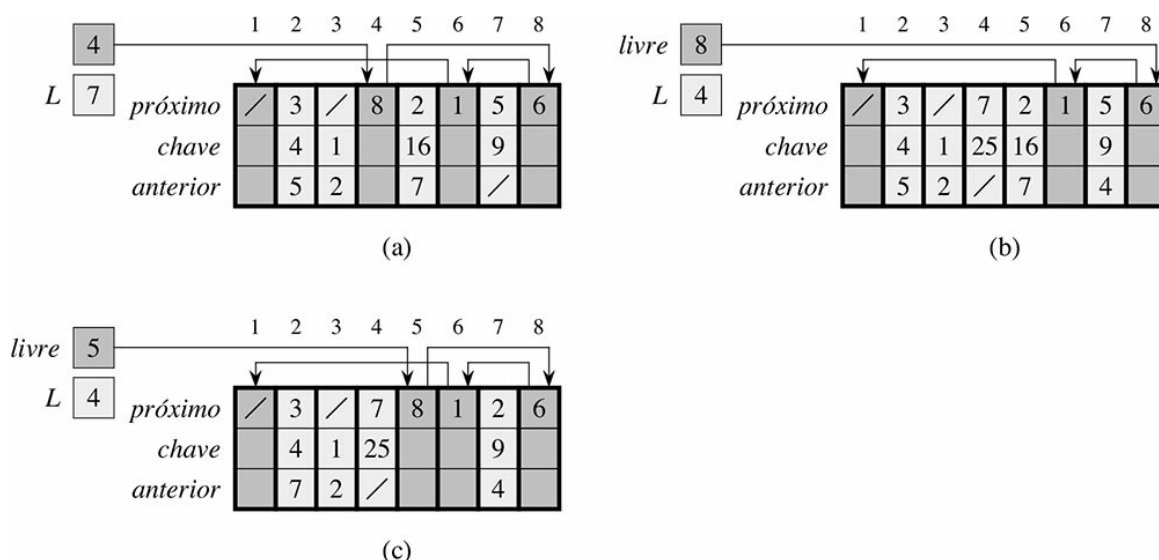 1 2 3 4 5 6 7 8
4
L 7
próximo / 3 / 8 2 1 5 6
chave 4 1 16 9
anterior 5 2 7 /
(a)
1 2 3 4 5 6 7 8
livre 8
L 4
próximo / 3 / 7 2 1 5 6
chave 4 1 25 16 9
anterior 5 2 / 7 4
(b)
1 2 3 4 5 6 7 8
livre 5
L 4
próximo / 3 / 7 8 1 2 6
chave 4 1 25 9
anterior 7 2 / 4
(c)